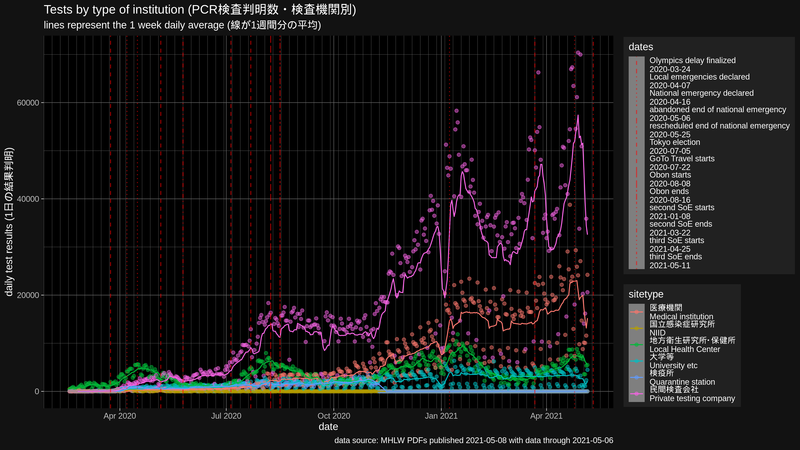 Tests by type of institution (PCR検査判明数・検査機関別)
lines represent the 1 week daily average (線が1週間分の平均)
daily test results (1日の結果判明)
60000
40000
20000
0
Apr 2020
Jul 2020
Oct 2020
Jan 2021
Apr 2021
date
dates
Olympics delay finalized
2020-03-24
Local emergencies declared
2020-04-07
National emergency declared
2020-04-16
abandoned end of national emergency
2020-05-06
rescheduled end of national emergency
2020-05-25
Tokyo election
2020-07-05
GoTo Travel starts
2020-07-22
Obon starts
2020-08-08
Obon ends
2020-08-16
second SoE starts
2021-01-08
second SoE ends
2021-03-22
third SoE starts
2021-04-25
third SoE ends
2021-05-11
sitetype
医療機関
Medical institution
国立感染症研究所
NIID
地方衛生研究所・保健所
Local Health Center
大学等
University etc
検疫所
Quarantine station
民間検査会社
Private testing company
data source: MHLW PDFs published 2021-05-08 with data through 2021-05-06